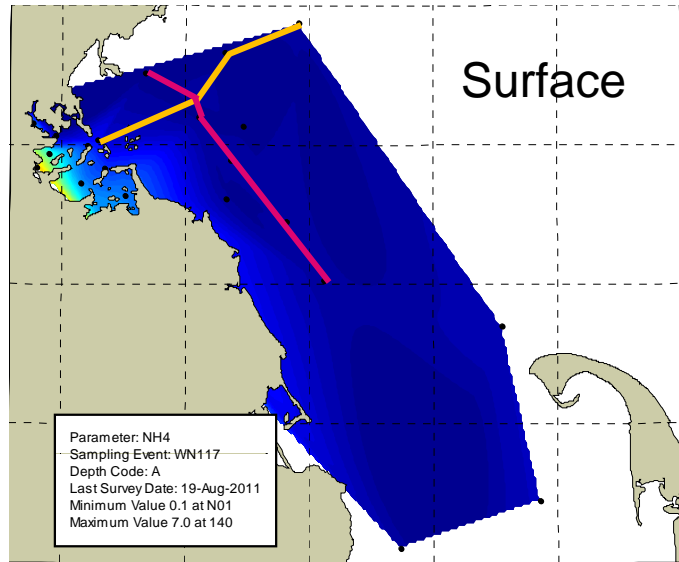 Surface
Parameter: NH4
Sampling Event: WN117
Depth Code: A
Last Survey Date: 19-Aug-2011
Minimum Value 0.1 at N01
Maximum Value 7.0 at 140